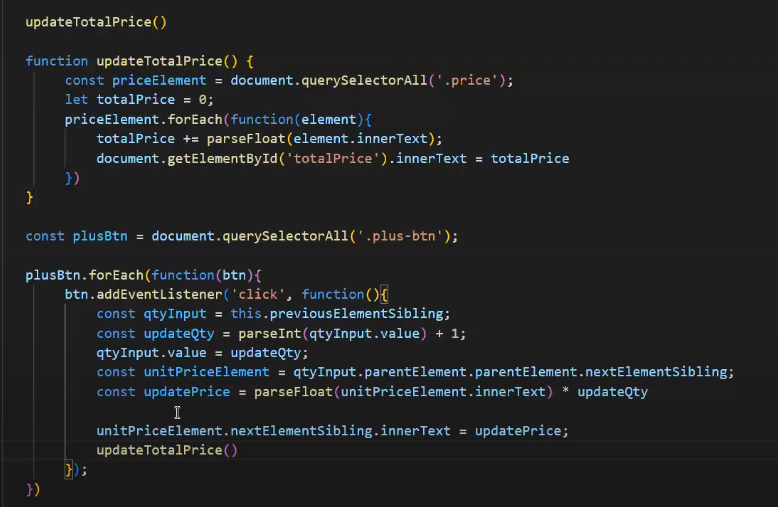 updateTotalPrice()
function updateTotalPrice() {
const priceElement = document.querySelectorAll('.price');
let totalPrice = 0;
priceElement.forEach(function(element){
totalPrice += parseFloat(element.innerText);
document.getElementById('totalPrice').innerText = totalPrice
})
}
const plusBtn = document.querySelectorAll('.plus-btn');
plusBtn.forEach(function(btn){
btn.addEventListener('click', function(){
const qtyInput = this.previousElementSibling;
const updateQty = parseInt(qtyInput.value) + 1;
qtyInput.value = updateQty;
const unitPriceElement = qtyInput.parentElement.parentElement.nextElementSibling;
const updatePrice = parseFloat(unitPriceElement.innerText) * updateQty
unitPriceElement.nextElementSibling.innerText = updatePrice;
updateTotalPrice()
});
})